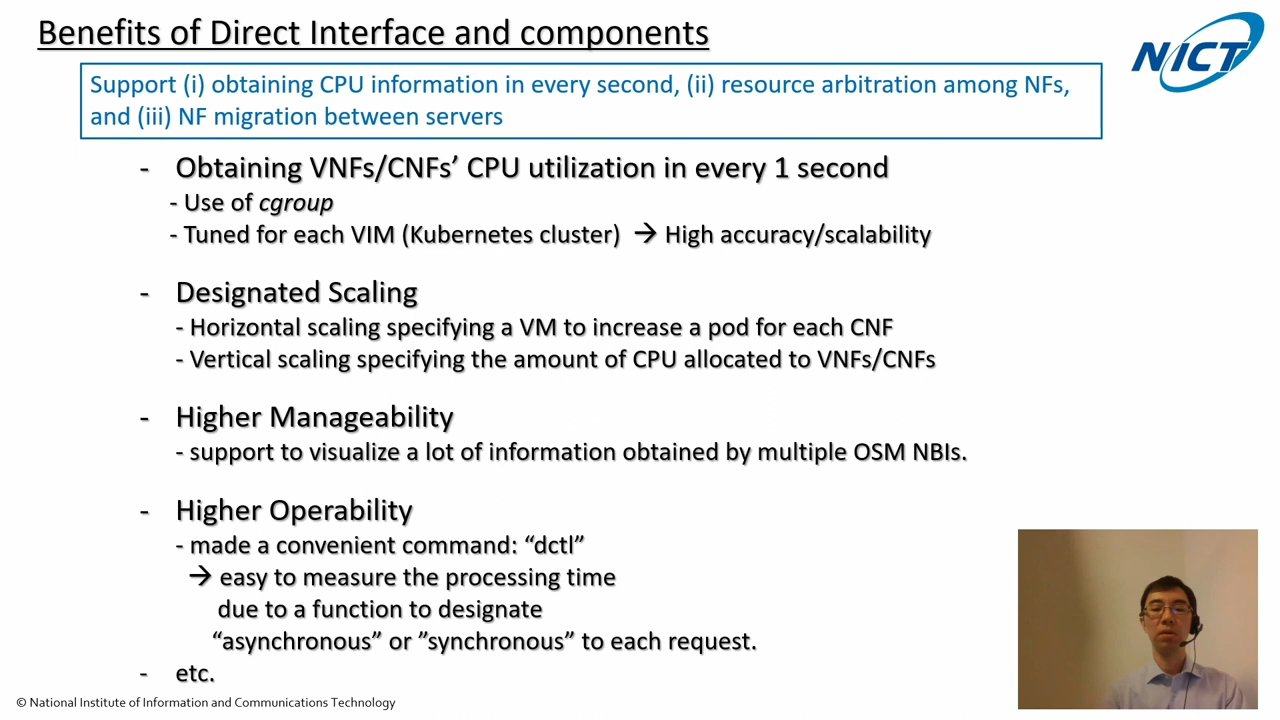 Benefits of Direct Interface and components
NICT
Support (i) obtaining CPU information in every second, (ii) resource arbitration among NFs,
and (iii) NF migration between servers
- Obtaining VNFs/CNFs’ CPU utilization in every 1 second
- Use of cgroup
- Tuned for each VIM (Kubernetes cluster) → High accuracy/scalability
- Designated Scaling
- Horizontal scaling specifying a VM to increase a pod for each CNF
- Vertical scaling specifying the amount of CPU allocated to VNFs/CNFs
- Higher Manageability
- support to visualize a lot of information obtained by multiple OSM NBIs.
- Higher Operability
- made a convenient command: “dctl”
→ easy to measure the processing time
due to a function to designate
“asynchronous” or ”synchronous” to each request.
- etc.
© National Institute of Information and Communications Technology